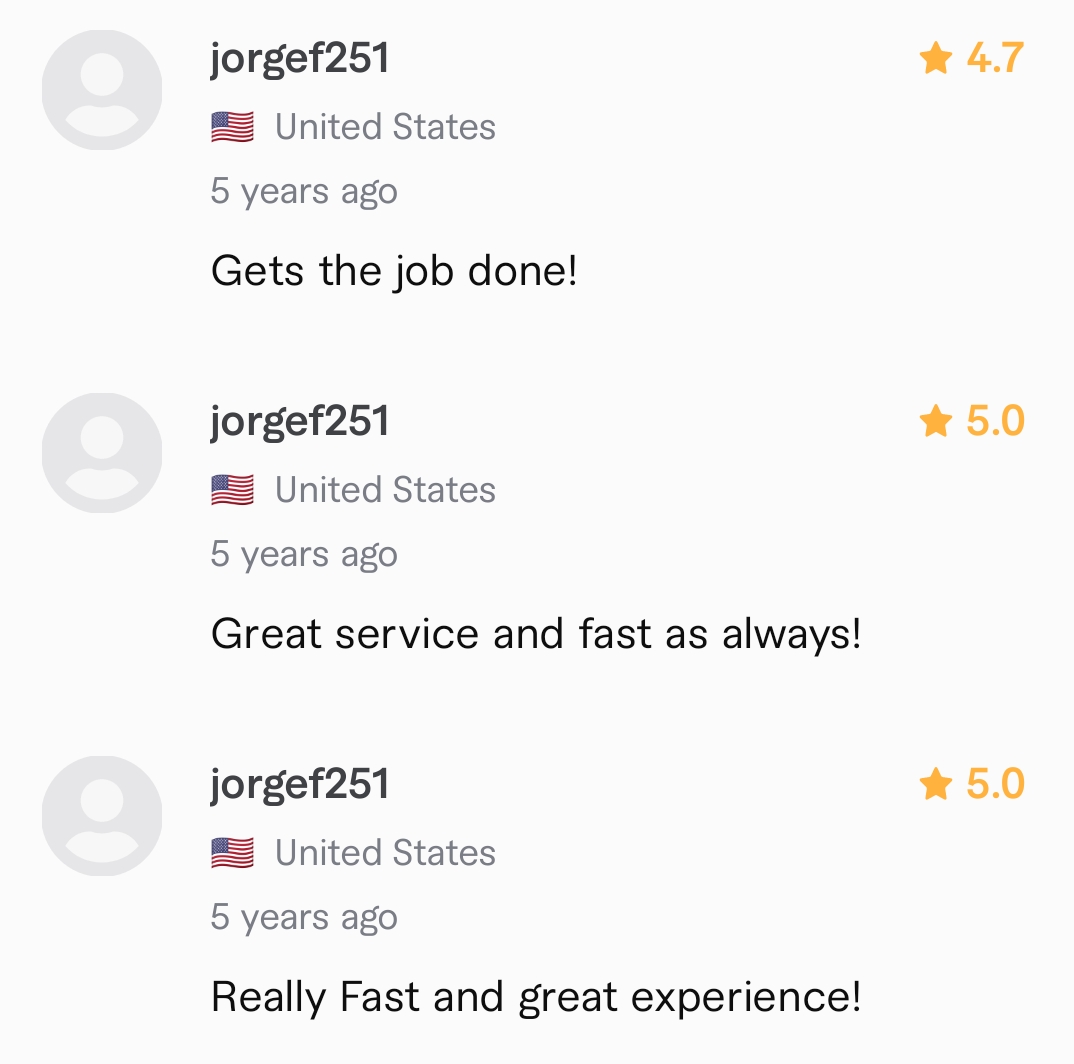 jorgef251
4.7
United States
5 years ago
Gets the job done!
jorgef251
5.0
United States
5 years ago
Great service and fast as always!
jorgef251
5.0
United States
5 years ago
Really Fast and great experience!